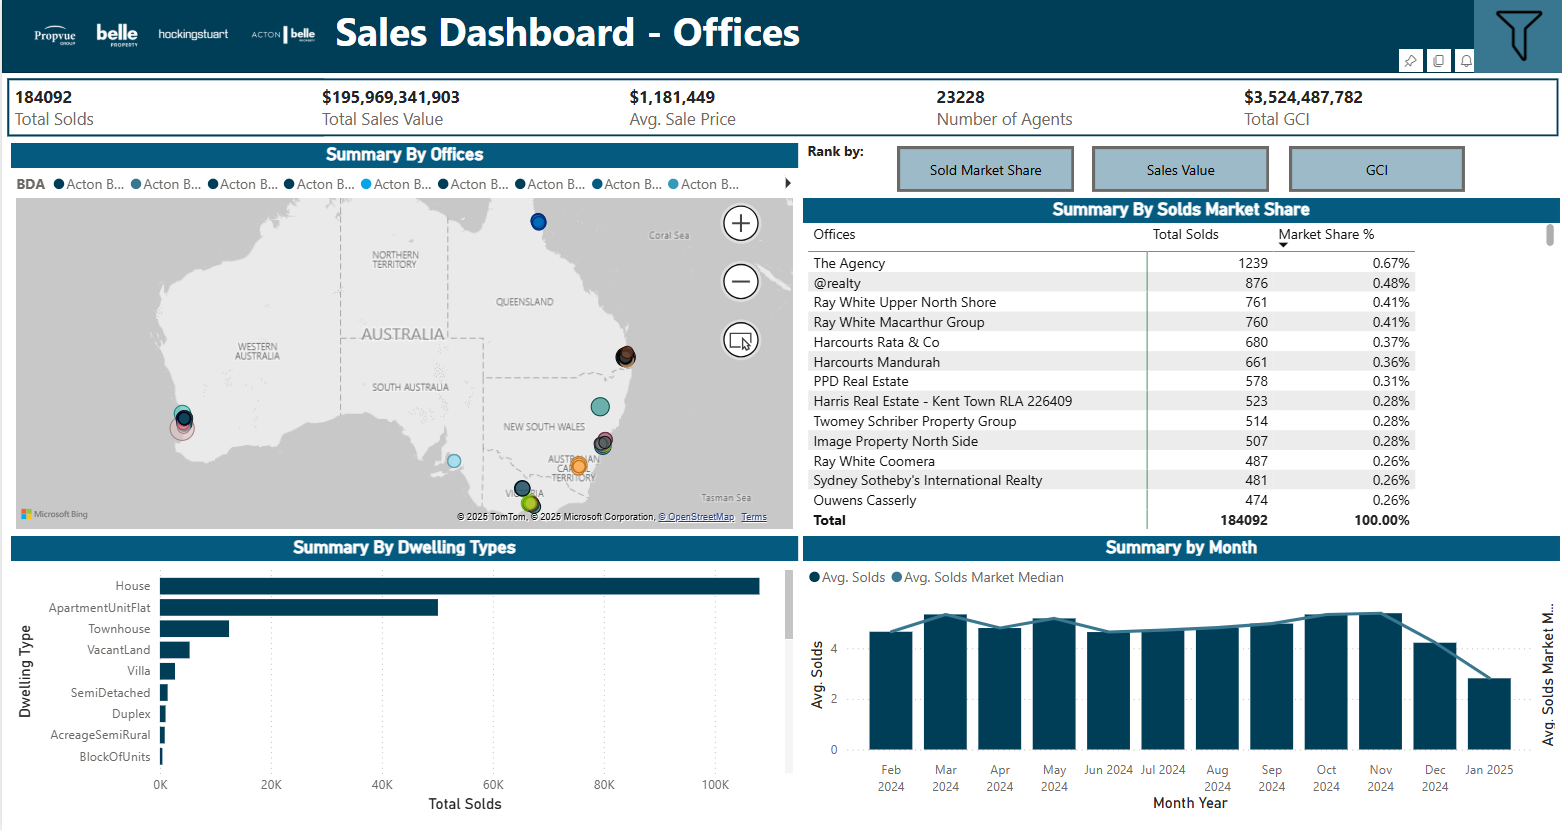 Propvue
GROUP
belle
PROPERTY
hockingstuart
ACTON | belle
PROPERTY
Sales Dashboard - Offices
184092
Total Solds
$195,969,341,903
Total Sales Value
$1,181,449
Avg. Sale Price
23228
Number of Agents
$3,524,487,782
Total GCI
Summary By Offices
BDA Acton B... Acton B... Acton B... Acton B... Acton B... Acton B... Acton B... Acton B... Acton B...
Coral Sea
NORTHERN
TERRITORY
QUEENSLAND
AUSTRALIA
WESTERN
AUSTRALIA
SOUTH AUSTRALIA
NEW SOUTH WALES
TERRITORY
Tasman Sea
Microsoft Bing
© 2025 TomTom, © 2025 Microsoft Corporation, © OpenStreetMap Terms
Rank by:
Sold Market Share
Sales Value
GCI
Summary By Solds Market Share
Offices Total Solds Market Share %
The Agency 1239 0.67%
@realty 876 0.48%
Ray White Upper North Shore 761 0.41%
Ray White Macarthur Group 760 0.41%
Harcourts Rata & Co 680 0.37%
Harcourts Mandurah 661 0.36%
PPD Real Estate 578 0.31%
Harris Real Estate - Kent Town RLA 226409 523 0.28%
Twomey Schriber Property Group 514 0.28%
Image Property North Side 507 0.28%
Ray White Coomera 487 0.26%
Sydney Sotheby's International Realty 481 0.26%
Ouwens Casserly 474 0.26%
Total 184092 100.00%
Summary By Dwelling Types
Dwelling Type
House
ApartmentUnitFlat
Townhouse
VacantLand
Villa
SemiDetached
Duplex
AcreageSemiRural
BlockOfUnits
0K 20K 40K 60K 80K 100K
Total Solds
Summary by Month
Avg. Solds Avg. Solds Market Median
Avg. Solds
4
2
0
Avg. Solds Market M...
Feb 2024
Mar 2024
Apr 2024
May 2024
Jun 2024
Jul 2024
Aug 2024
Sep 2024
Oct 2024
Nov 2024
Dec 2024
Jan 2025
Month Year